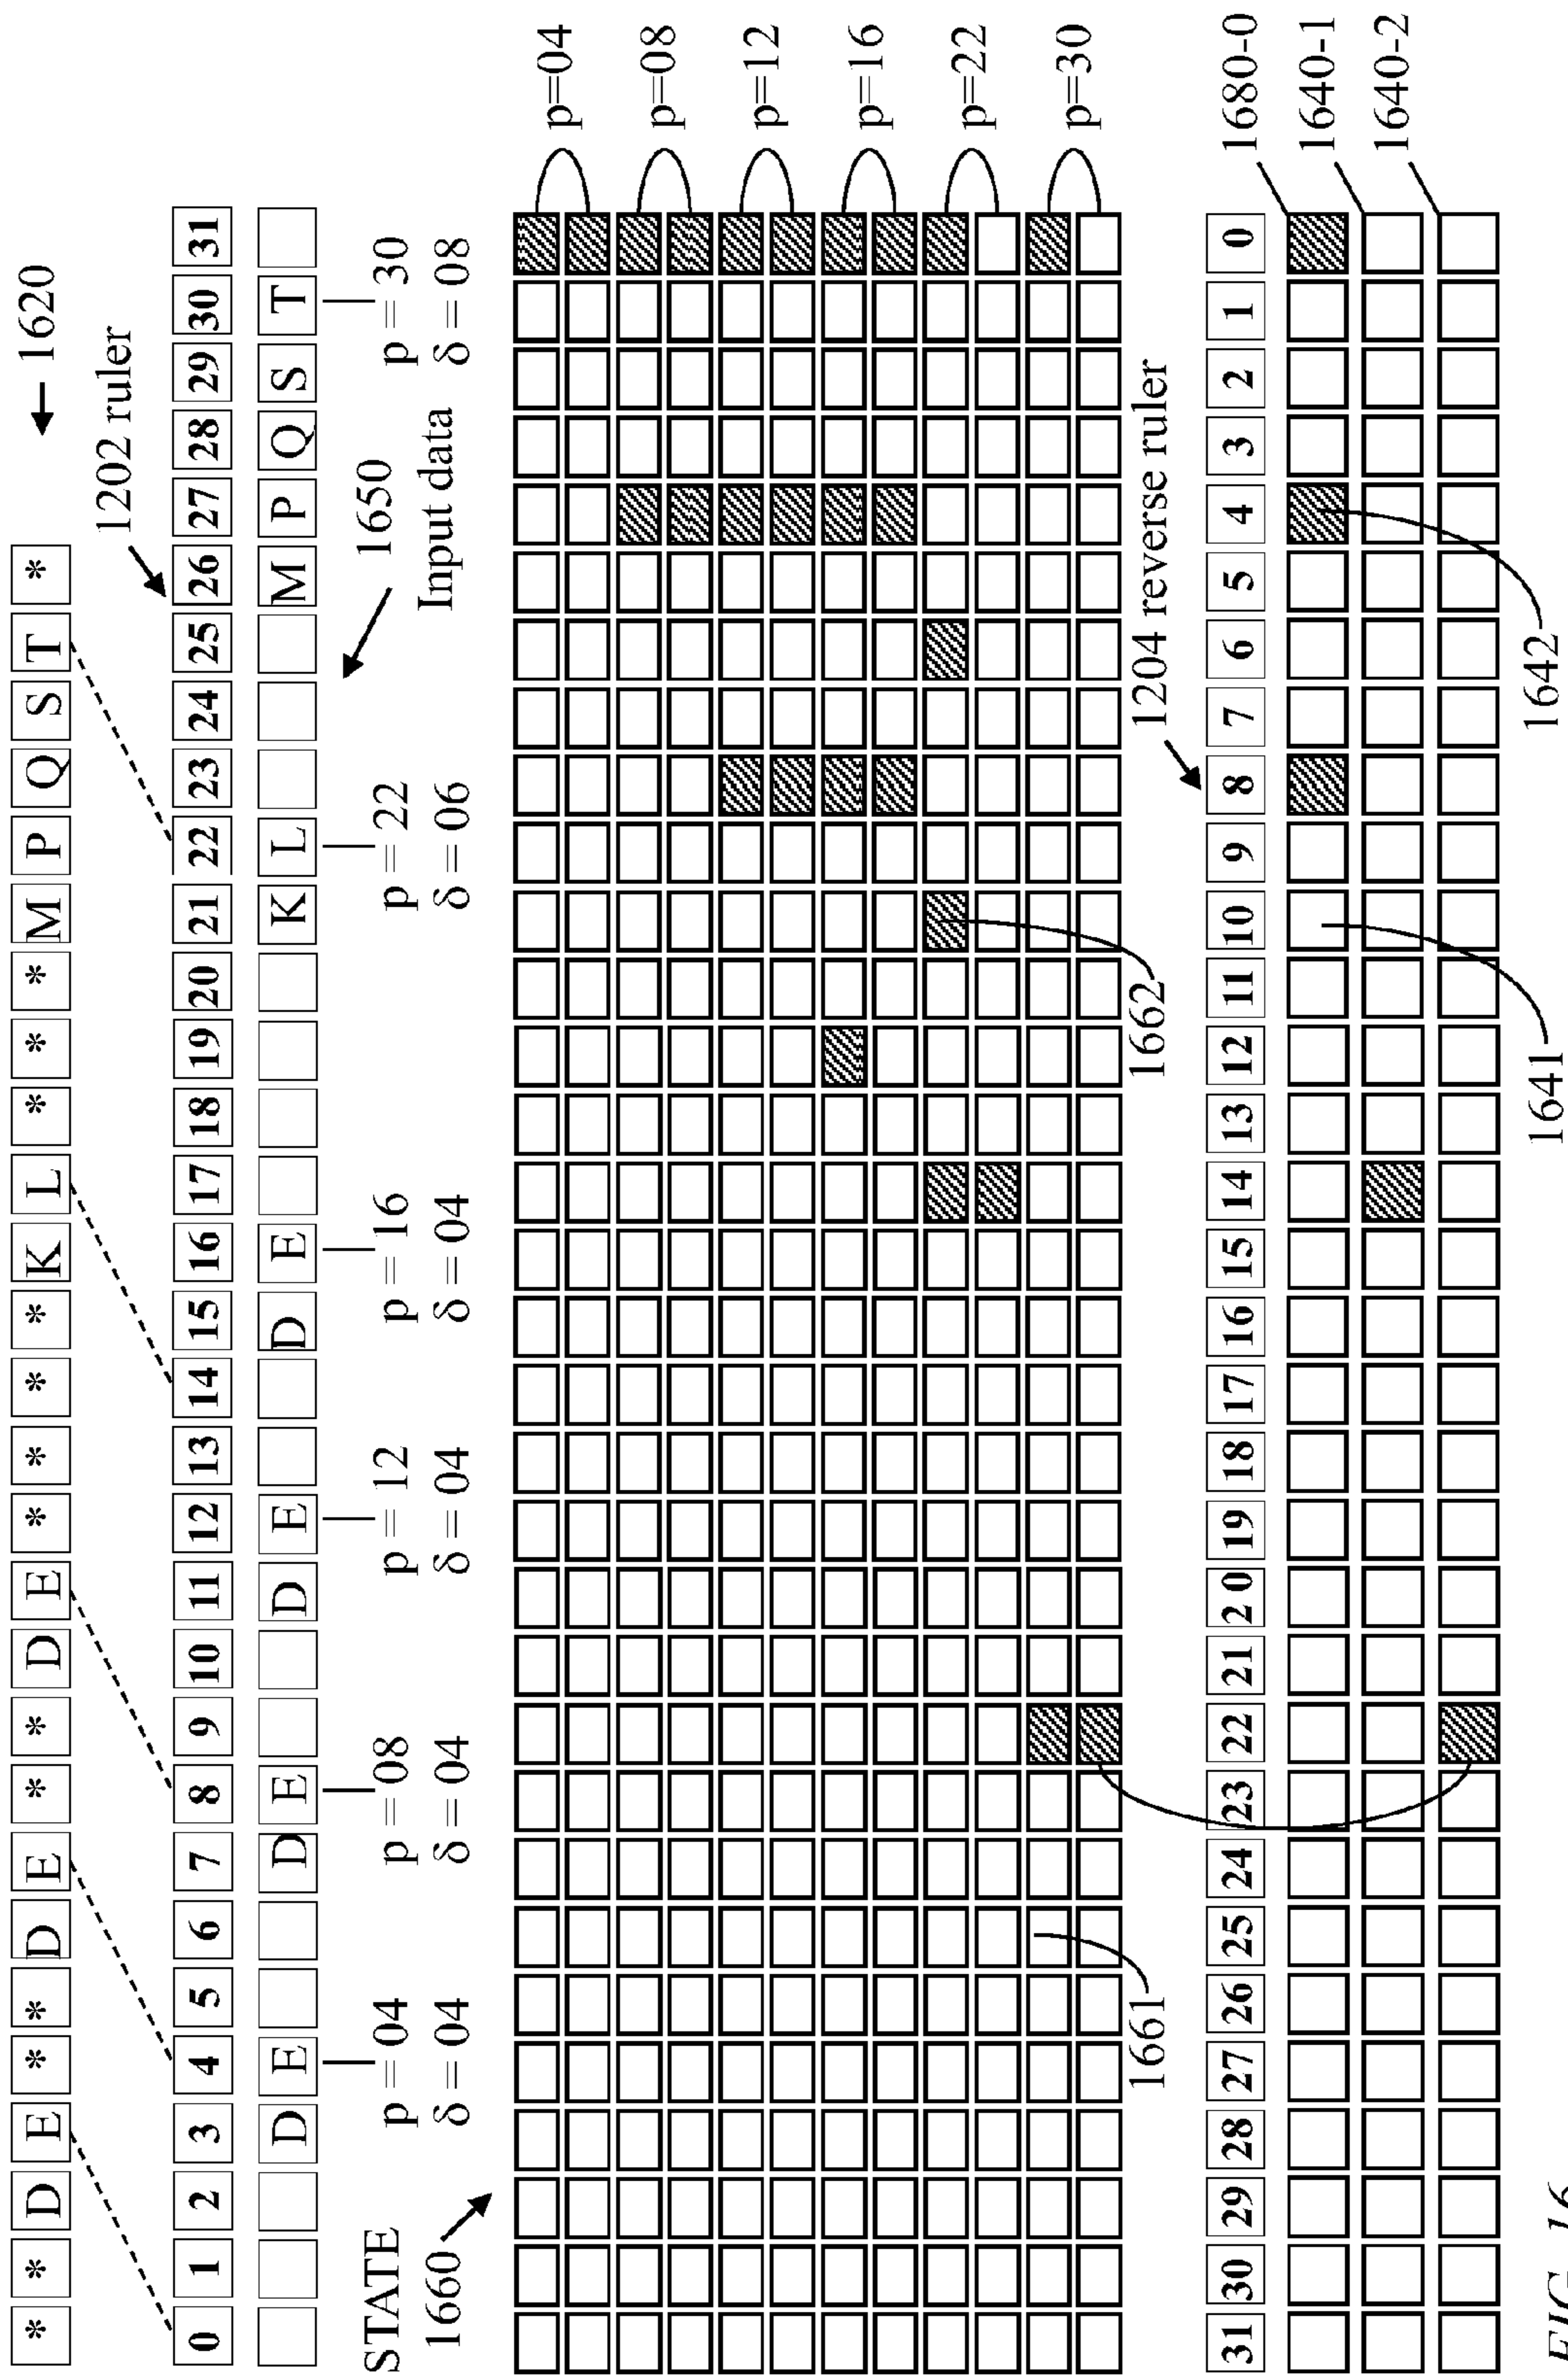 * * D E * * D E * * D E * * * * K L * * * * M P Q S T *
← 1620
1202 ruler
0 1 2 3 4 5 6 7 8 9 10 11 12 13 14 15 16 17 18 19 20 21 22 23 24 25 26 27 28 29 30 31
D E D E D E D E K L M P Q S T
1650
Input data
p = 04 p = 08 p = 12 p = 16 p = 22 p = 30
δ = 04 δ = 04 δ = 04 δ = 04 δ = 06 δ = 08
STATE
1660
p=04
p=08
p=12
p=16
p=22
p=30
1661
1662
1204 reverse ruler
31 30 29 28 27 26 25 24 23 22 21 20 19 18 17 16 15 14 13 12 11 10 9 8 7 6 5 4 3 2 1 0
1680-0
1640-1
1640-2
1641
1642
FIG. 16